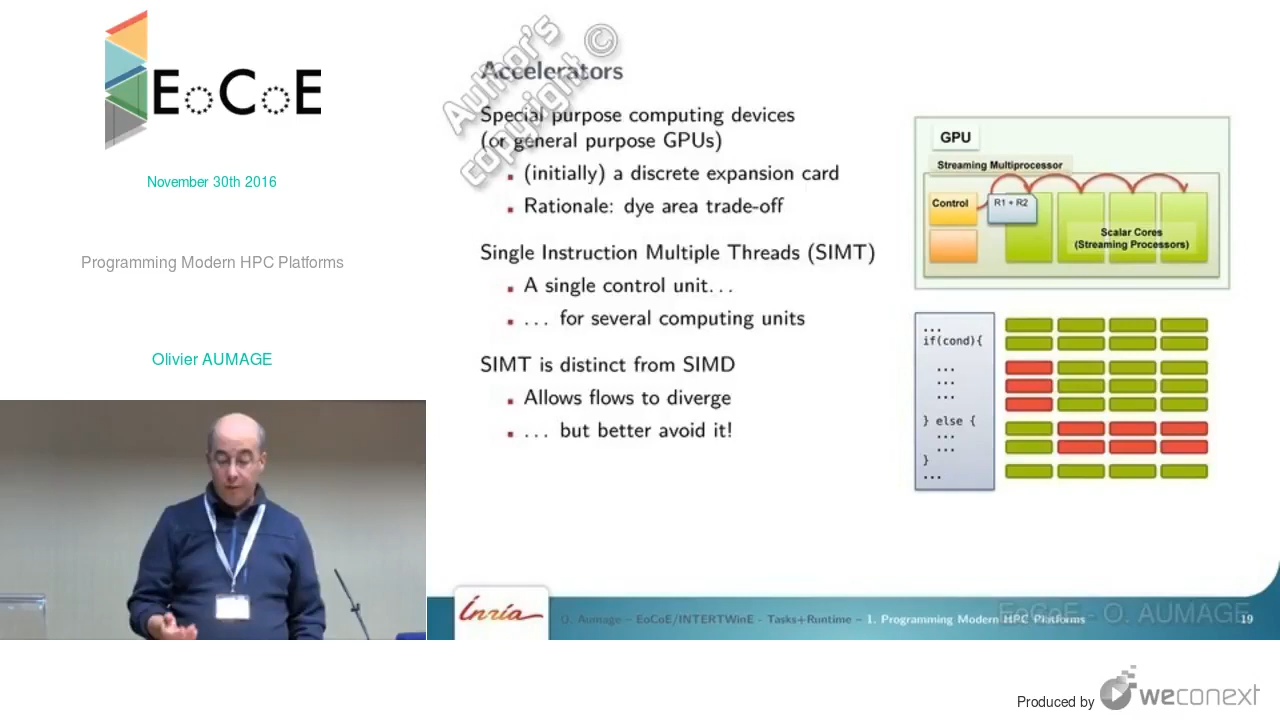 EoCoE
November 30th 2016
Programming Modern HPC Platforms
Olivier AUMAGE
Author's
copyright ©
Accelerators
Special purpose computing devices
(or general purpose GPUs)
(initially) a discrete expansion card
Rationale: dye area trade-off
Single Instruction Multiple Threads (SIMT)
A single control unit...
... for several computing units
SIMT is distinct from SIMD
Allows flows to diverge
... but better avoid it!
GPU
Streaming Multiprocessor
Control
R1 + R2
Scalar Cores
(Streaming Processors)
...
if(cond){
...
...
...
} else {
...
...
}
...
Inria
O. Aumage – EoCoE/INTERTWinE - Tasks+Runtime – 1. Programming Modern HPC Platforms
EoCoE - O. AUMAGE
19
Produced by weconext